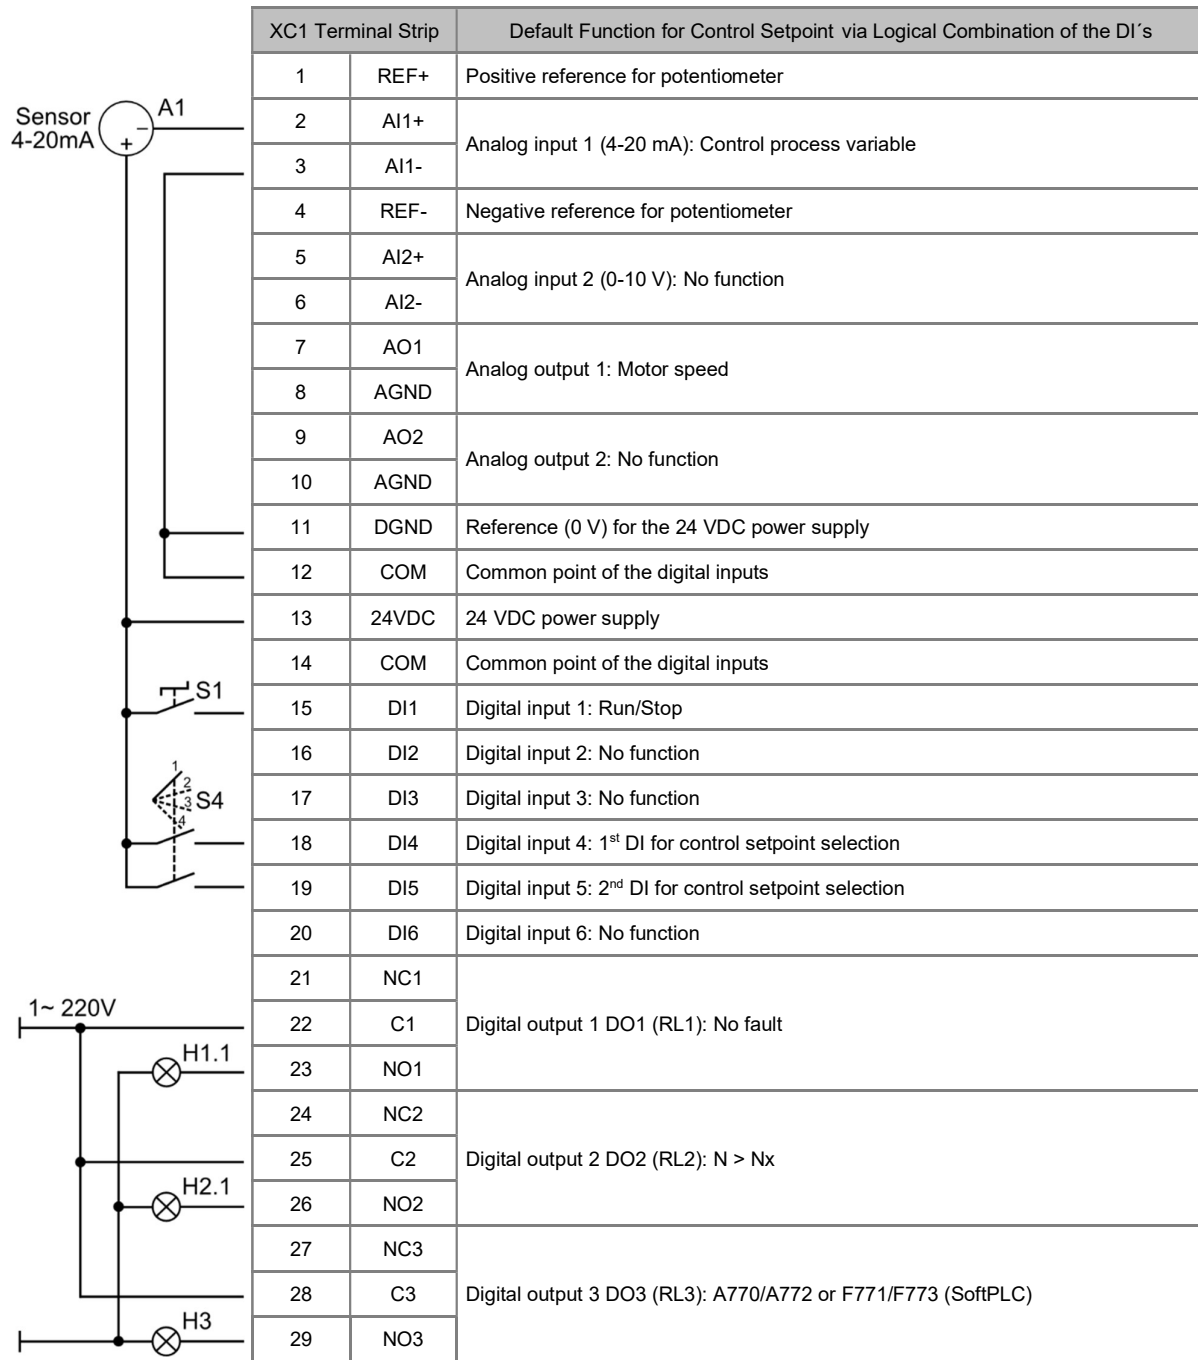 XC1 Terminal Strip Default Function for Control Setpoint via Logical Combination of the DI´s
1 REF+ Positive reference for potentiometer
Sensor
4-20mA
A1
+
−
2 AI1+
Analog input 1 (4-20 mA): Control process variable
3 AI1-
4 REF- Negative reference for potentiometer
5 AI2+
Analog input 2 (0-10 V): No function
6 AI2-
7 AO1
Analog output 1: Motor speed
8 AGND
9 AO2
Analog output 2: No function
10 AGND
11 DGND Reference (0 V) for the 24 VDC power supply
12 COM Common point of the digital inputs
13 24VDC 24 VDC power supply
14 COM Common point of the digital inputs
S1
15 DI1 Digital input 1: Run/Stop
16 DI2 Digital input 2: No function
1
2
3
4
S4
17 DI3 Digital input 3: No function
18 DI4 Digital input 4: 1st DI for control setpoint selection
19 DI5 Digital input 5: 2nd DI for control setpoint selection
20 DI6 Digital input 6: No function
21 NC1
1~ 220V
22 C1 Digital output 1 DO1 (RL1): No fault
H1.1
23 NO1
24 NC2
25 C2 Digital output 2 DO2 (RL2): N > Nx
H2.1
26 NO2
27 NC3
28 C3 Digital output 3 DO3 (RL3): A770/A772 or F771/F773 (SoftPLC)
H3
29 NO3